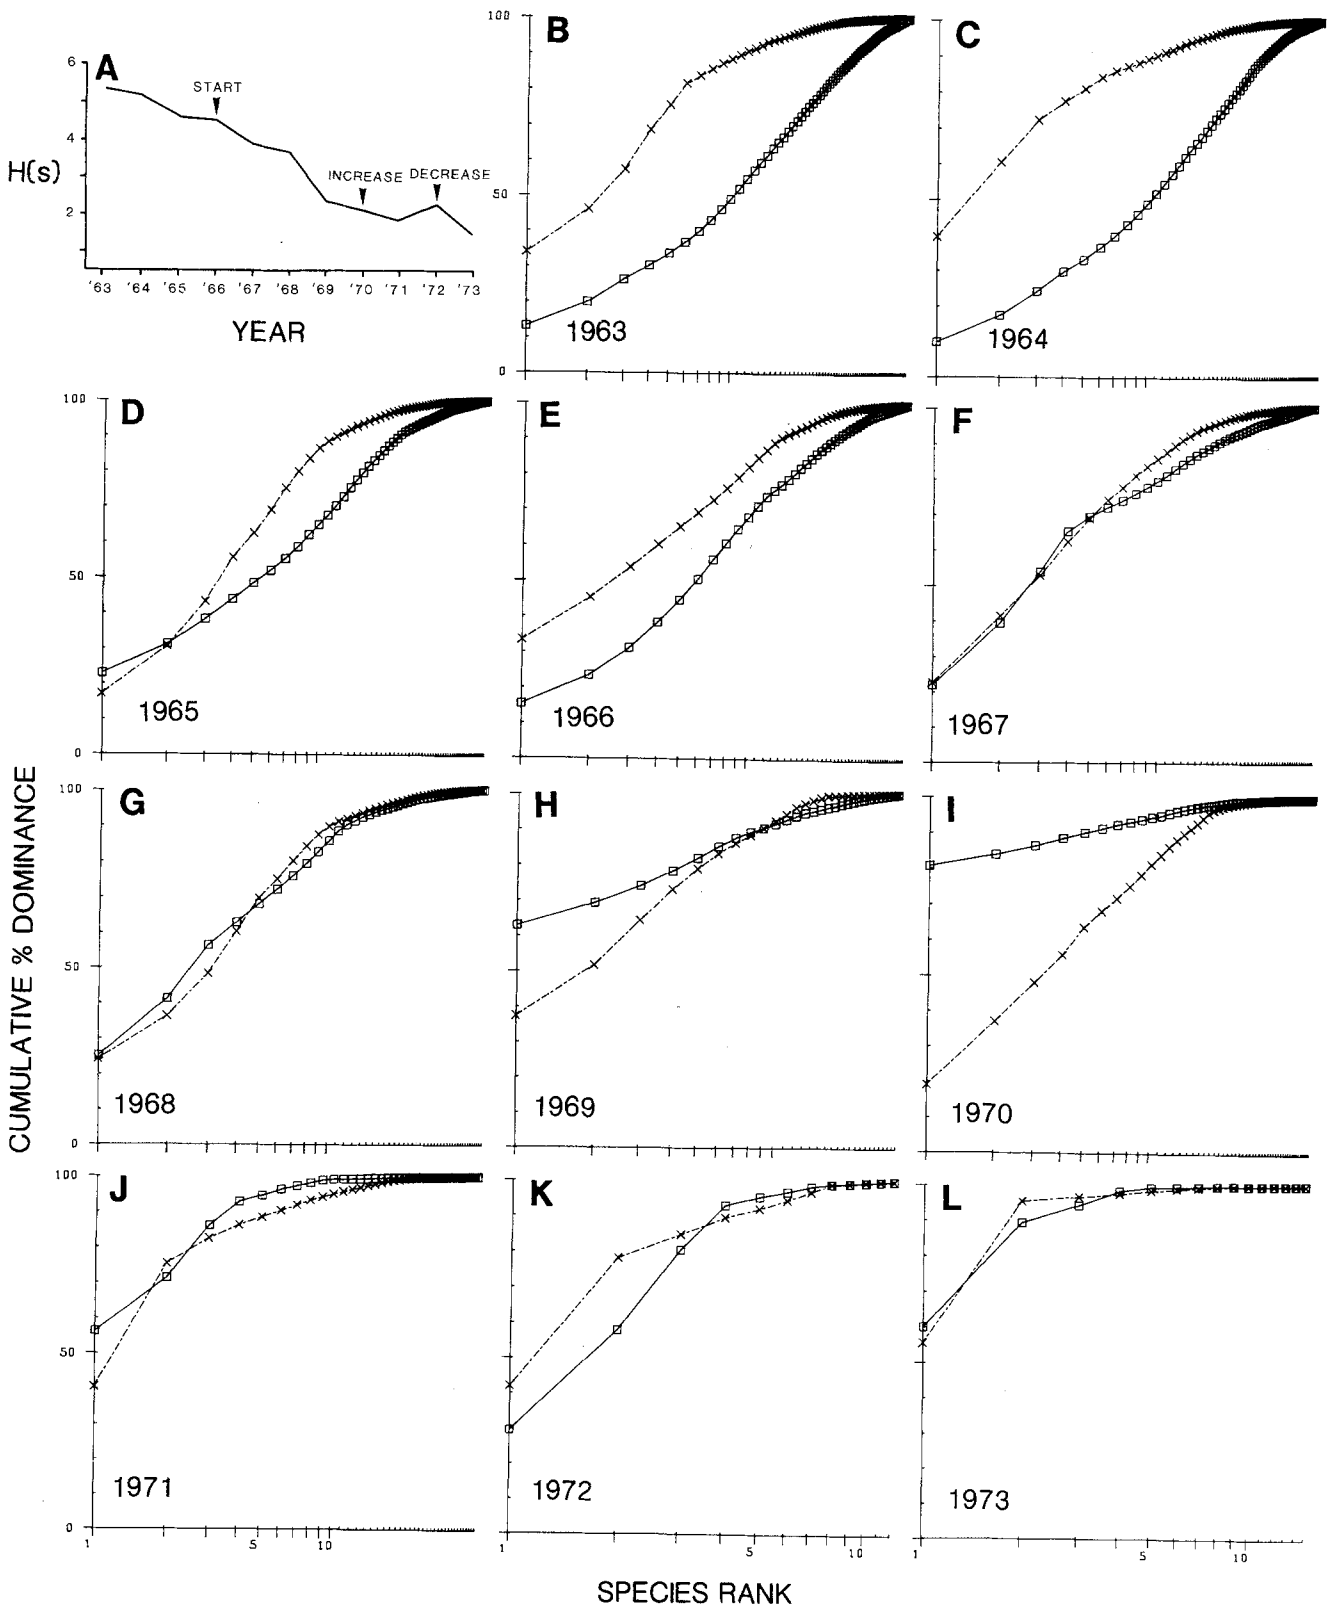 A
6
4
2
H(s)
START
INCREASE DECREASE
'63 '64 '65 '66 '67 '68 '69 '70 '71 '72 '73
YEAR
B
100
50
0
1963
C
1964
D
100
50
0
1965
E
1966
F
1967
G
100
50
0
1968
H
1969
I
1970
J
100
50
0
1971
1 5 10
K
1972
1 5 10
L
1973
1 5 10
CUMULATIVE % DOMINANCE
SPECIES RANK